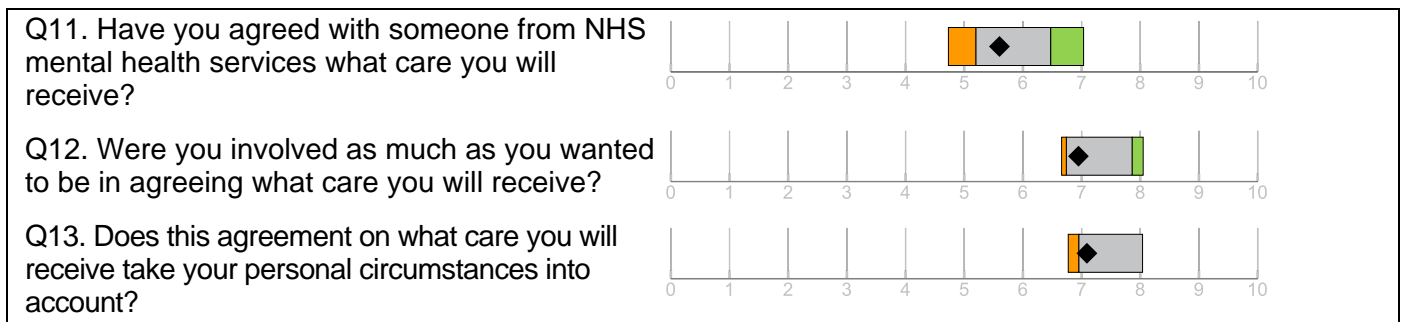 Q11. Have you agreed with someone from NHS
mental health services what care you will
receive?
0 1 2 3 4 5 6 7 8 9 10
Q12. Were you involved as much as you wanted
to be in agreeing what care you will receive?
0 1 2 3 4 5 6 7 8 9 10
Q13. Does this agreement on what care you will
receive take your personal circumstances into
account?
0 1 2 3 4 5 6 7 8 9 10